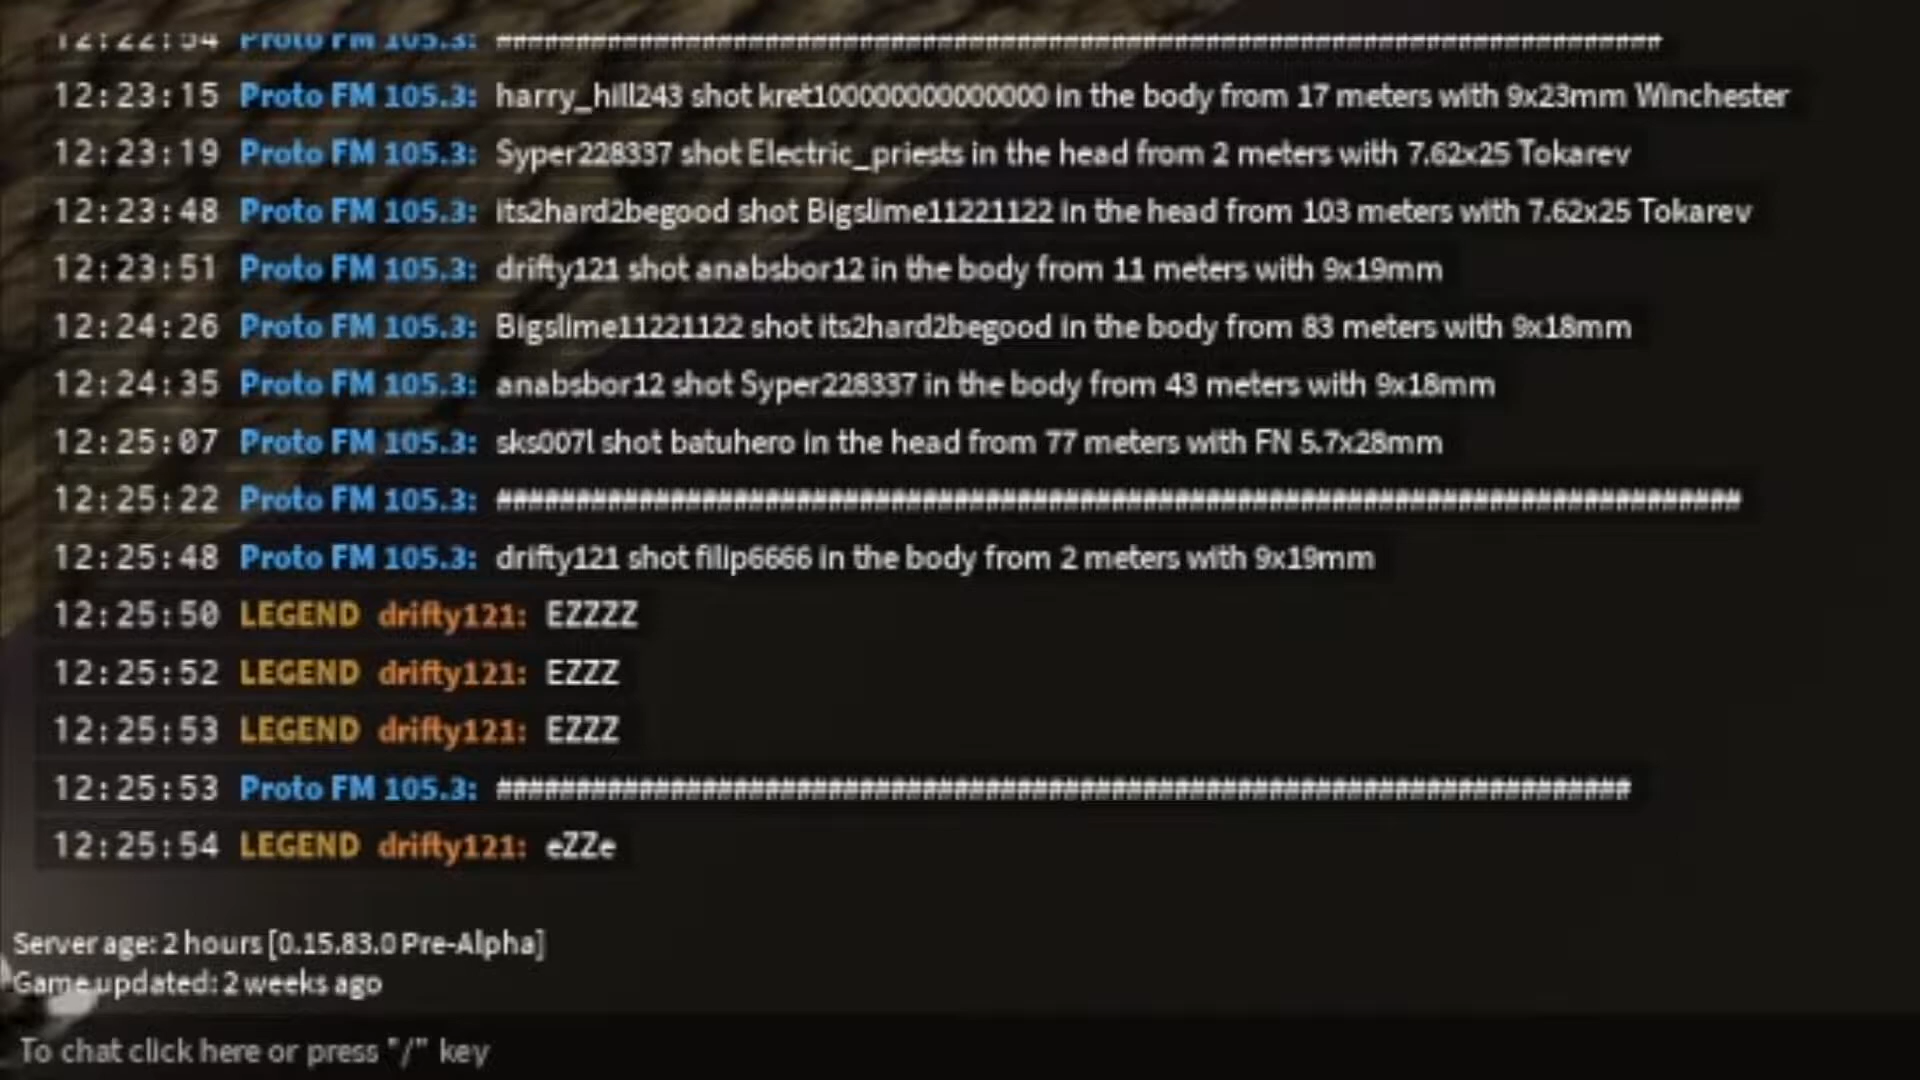 12:22:54 Proto FM 105.3: ##############################################################################################
12:23:15 Proto FM 105.3: harry_hill243 shot kret100000000000000 in the body from 17 meters with 9x23mm Winchester
12:23:19 Proto FM 105.3: Syper228337 shot Electric_priests in the head from 2 meters with 7.62x25 Tokarev
12:23:48 Proto FM 105.3: its2hard2begood shot Bigslime11221122 in the head from 103 meters with 7.62x25 Tokarev
12:23:51 Proto FM 105.3: drifty121 shot anabsbor12 in the body from 11 meters with 9x19mm
12:24:26 Proto FM 105.3: Bigslime11221122 shot its2hard2begood in the body from 83 meters with 9x18mm
12:24:35 Proto FM 105.3: anabsbor12 shot Syper228337 in the body from 43 meters with 9x18mm
12:25:07 Proto FM 105.3: sks007l shot batuhero in the head from 77 meters with FN 5.7x28mm
12:25:22 Proto FM 105.3: ####################################################################################################
12:25:48 Proto FM 105.3: drifty121 shot filip6666 in the body from 2 meters with 9x19mm
12:25:50 LEGEND drifty121: EZZZZ
12:25:52 LEGEND drifty121: EZZZ
12:25:53 LEGEND drifty121: EZZZ
12:25:53 Proto FM 105.3: ###########################################################################################
12:25:54 LEGEND drifty121: eZZe
Server age: 2 hours [0.15.83.0 Pre-Alpha]
Game updated: 2 weeks ago
To chat click here or press "/" key